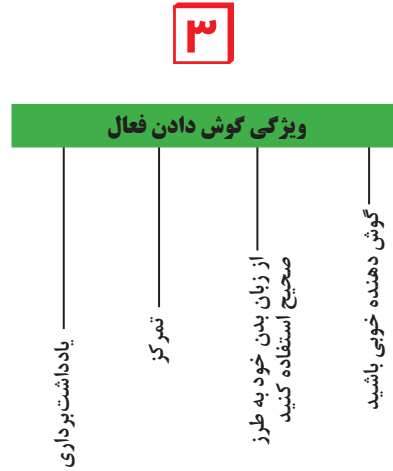 ۳
ویژگی گوش دادن فعال
گوش دهنده خوبی باشید
از زبان بدن خود به طرز
صحیح استفاده کنید
تمرکز
یادداشت‌برداری